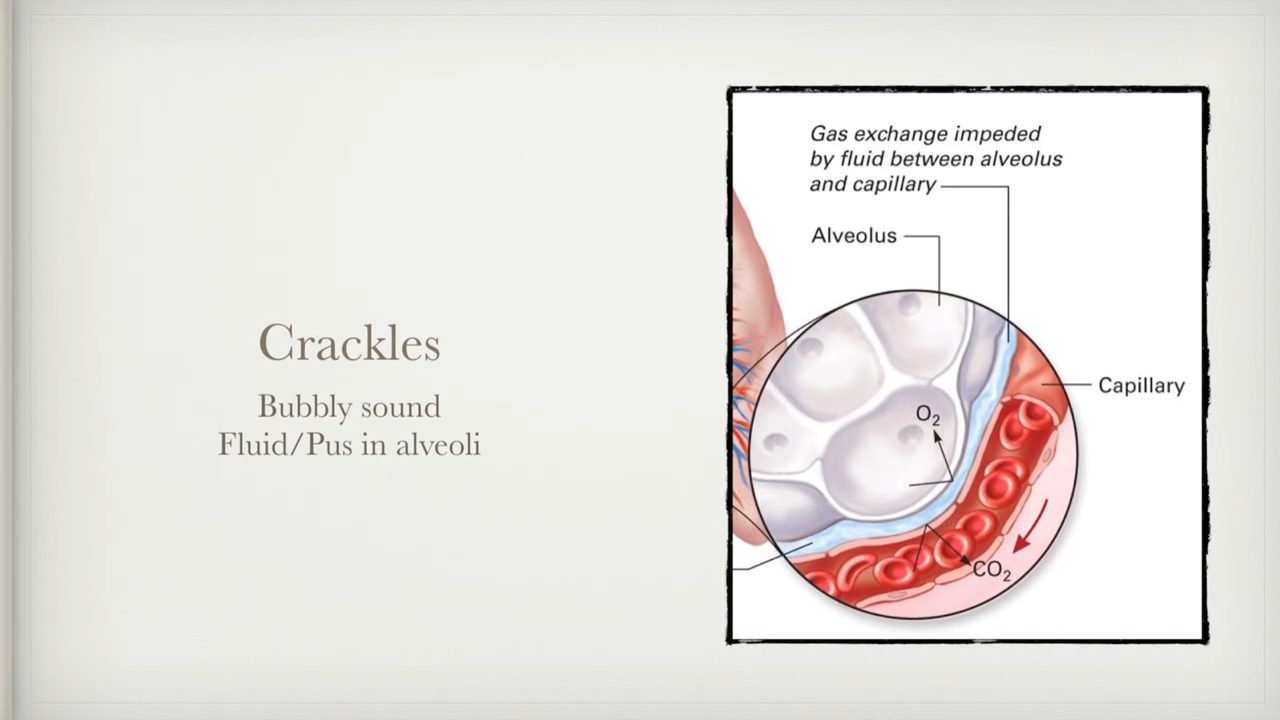 Crackles
Bubbly sound
Fluid/Pus in alveoli
Gas exchange impeded
by fluid between alveolus
and capillary
Alveolus
Capillary
O₂
CO₂